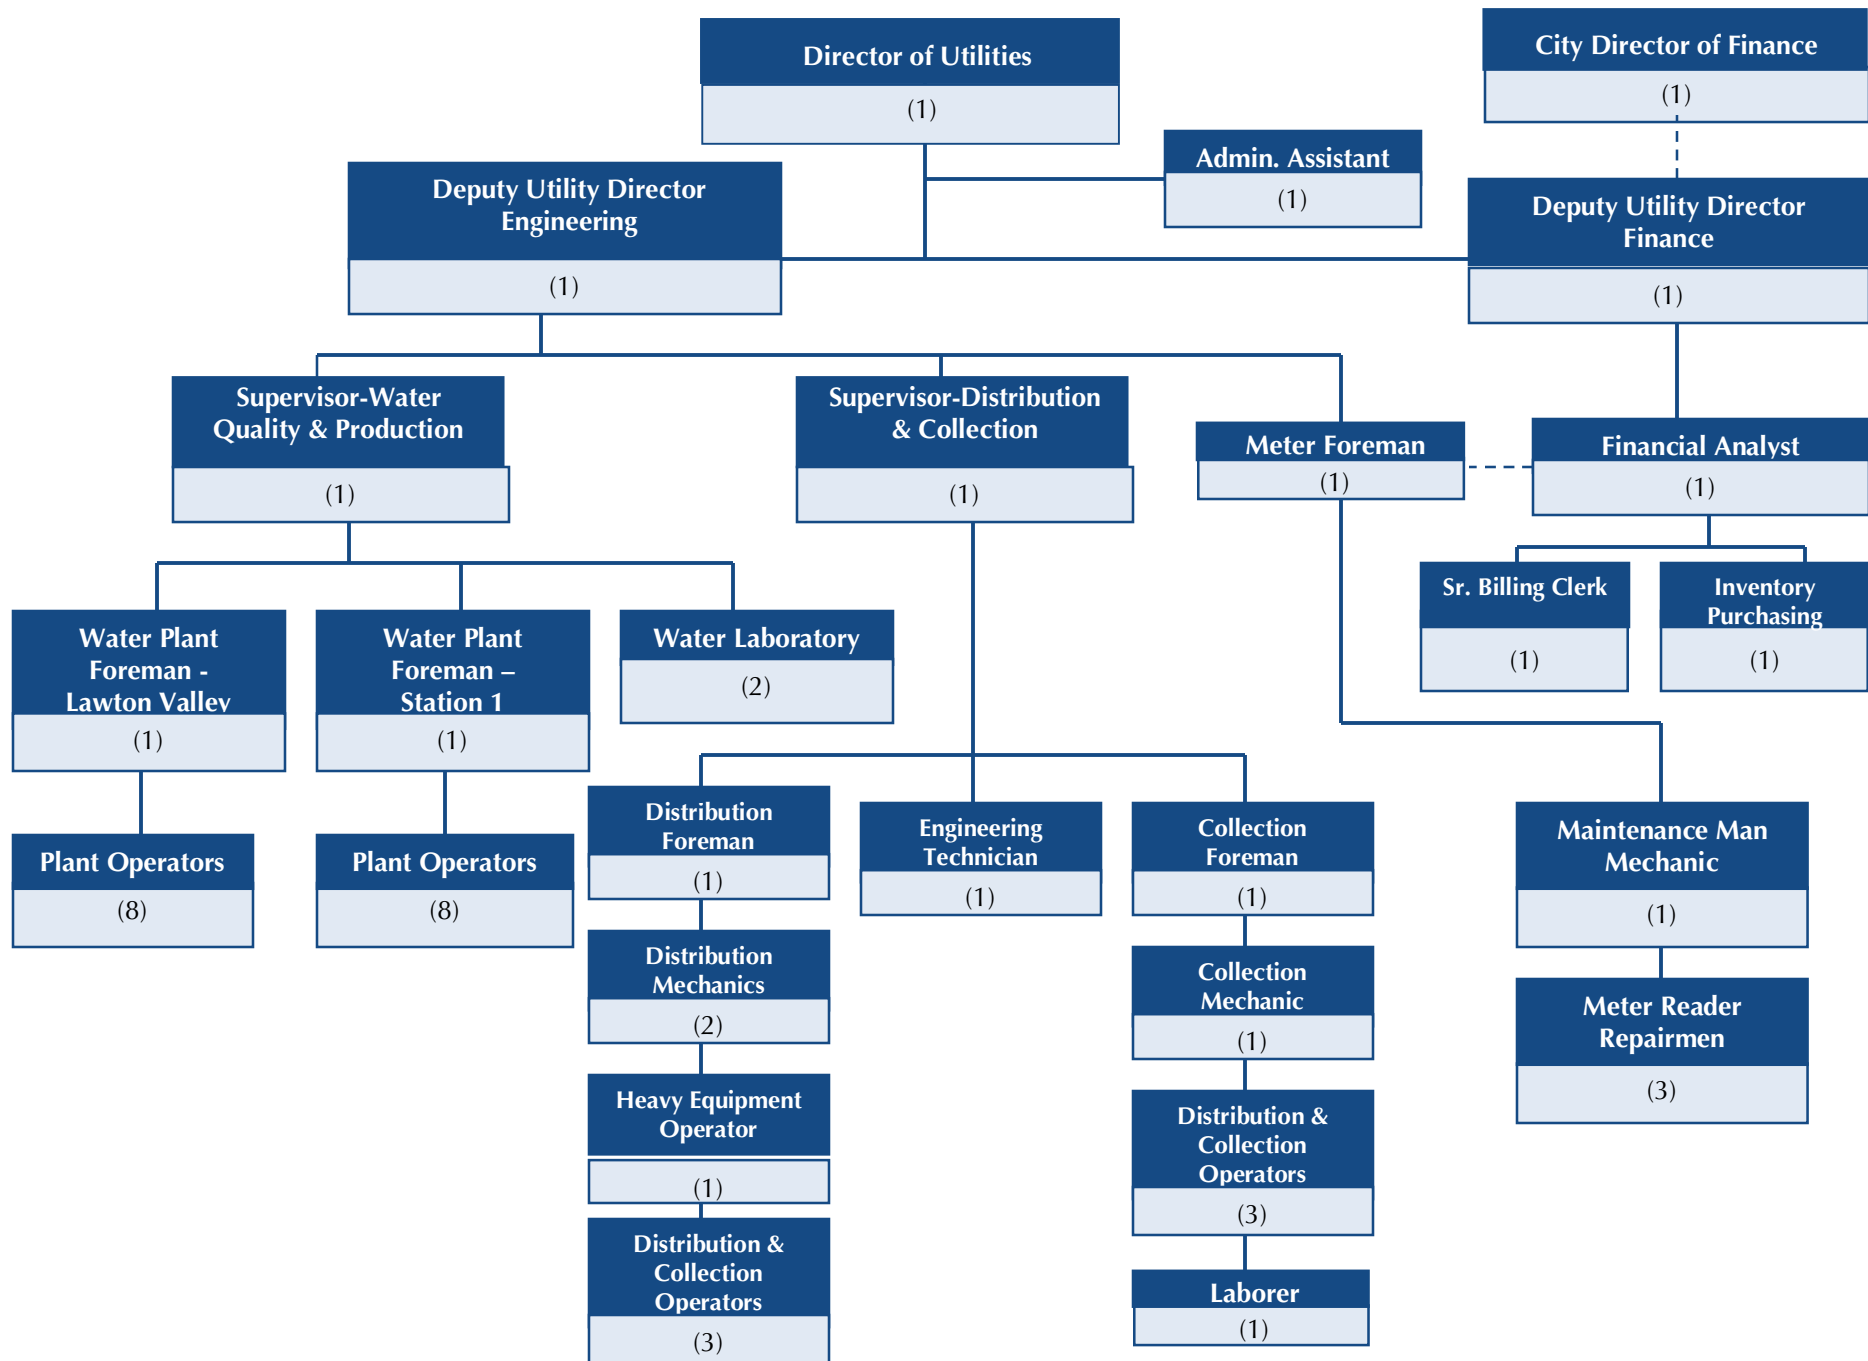 Director of Utilities
(1)
City Director of Finance
(1)
Admin. Assistant
(1)
Deputy Utility Director
Engineering
(1)
Deputy Utility Director
Finance
(1)
Supervisor-Water
Quality & Production
(1)
Supervisor-Distribution
& Collection
(1)
Meter Foreman
(1)
Financial Analyst
(1)
Sr. Billing Clerk
(1)
Inventory
Purchasing
(1)
Water Plant
Foreman -
Lawton Valley
(1)
Water Plant
Foreman –
Station 1
(1)
Water Laboratory
(2)
Plant Operators
(8)
Plant Operators
(8)
Distribution
Foreman
(1)
Engineering
Technician
(1)
Collection
Foreman
(1)
Maintenance Man
Mechanic
(1)
Distribution
Mechanics
(2)
Collection
Mechanic
(1)
Meter Reader
Repairmen
(3)
Heavy Equipment
Operator
(1)
Distribution &
Collection
Operators
(3)
Distribution &
Collection
Operators
(3)
Laborer
(1)